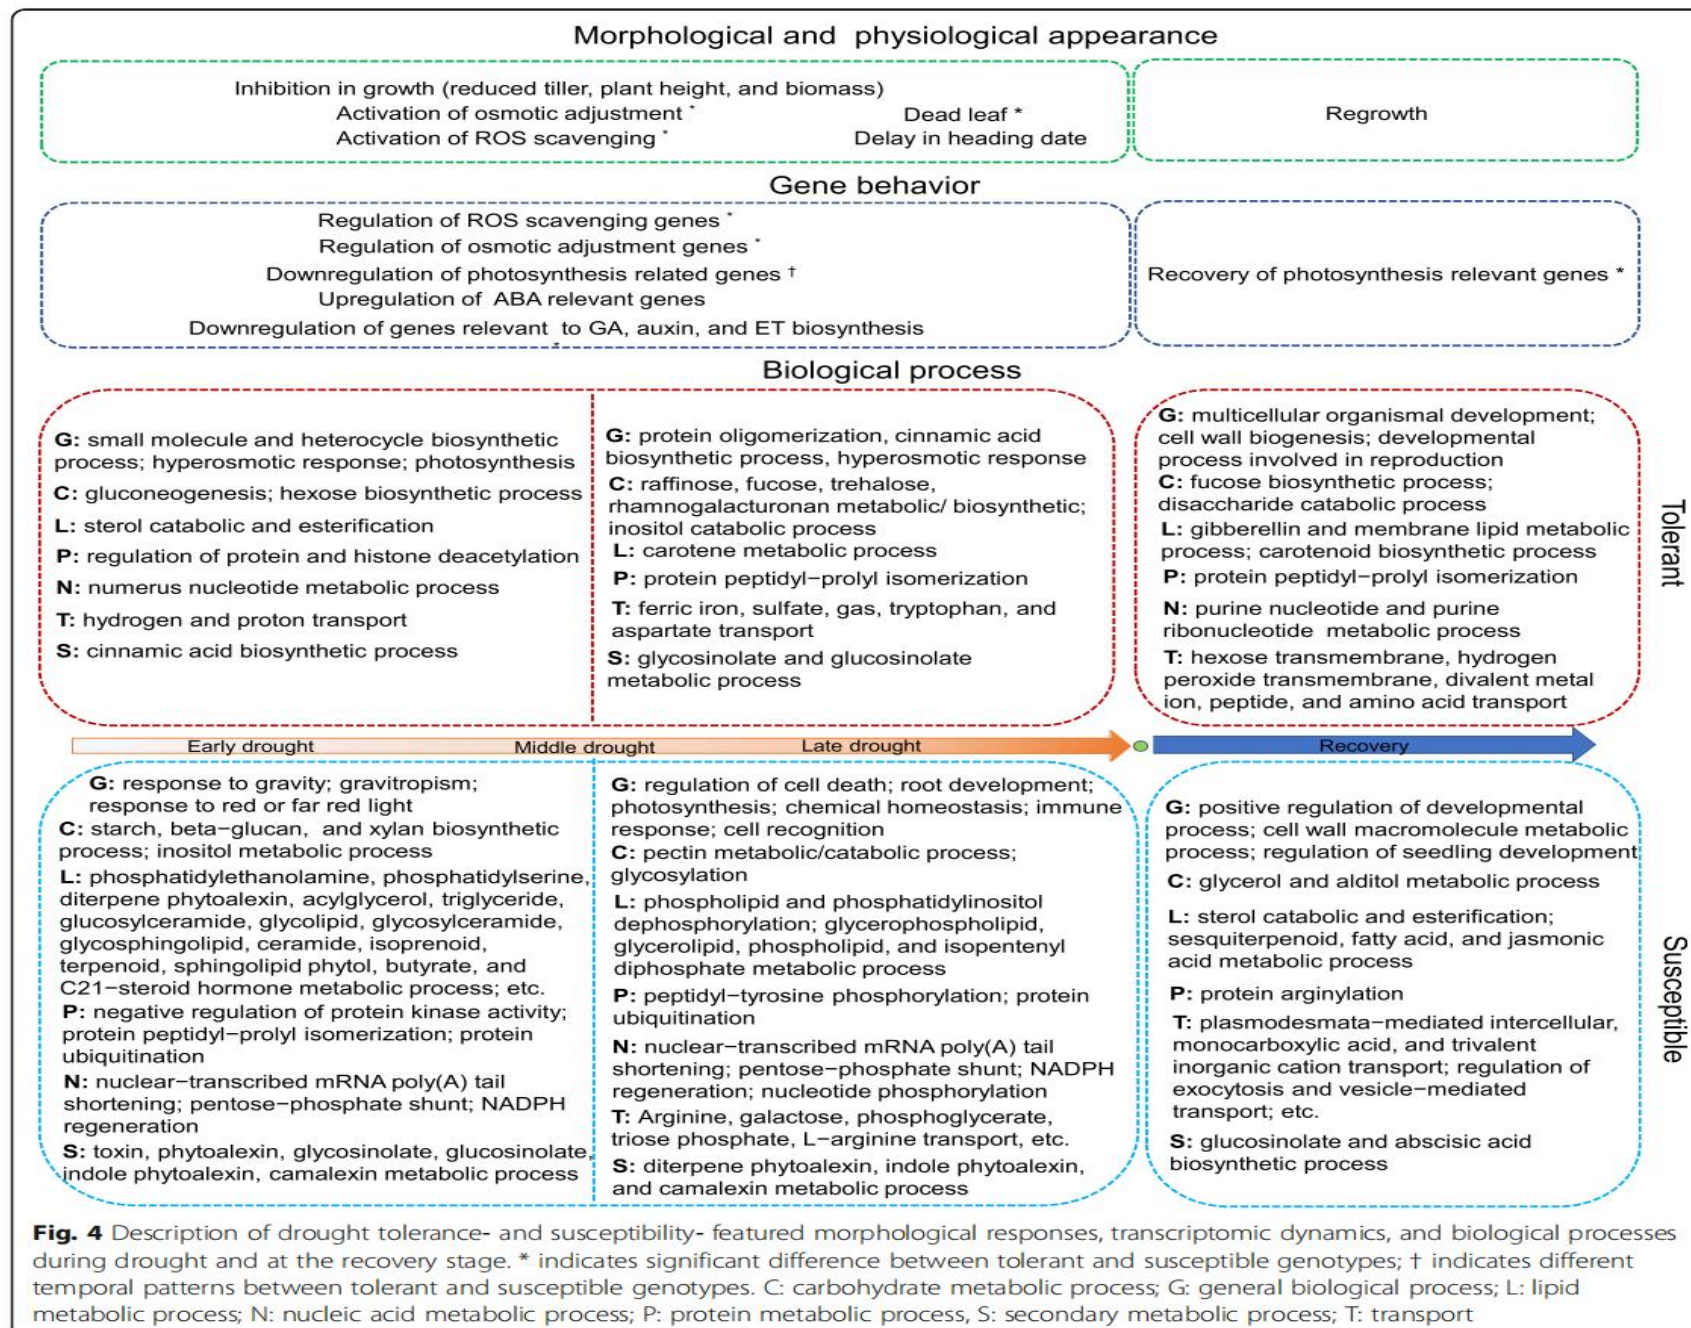 Morphological and physiological appearance
Inhibition in growth (reduced tiller, plant height, and biomass)
Activation of osmotic adjustment *
Dead leaf *
Activation of ROS scavenging *
Delay in heading date
Regrowth
Gene behavior
Regulation of ROS scavenging genes *
Regulation of osmotic adjustment genes *
Downregulation of photosynthesis related genes †
Upregulation of ABA relevant genes
Downregulation of genes relevant to GA, auxin, and ET biosynthesis
*
Recovery of photosynthesis relevant genes *
Biological process
G: small molecule and heterocycle biosynthetic
process; hyperosmotic response; photosynthesis
C: gluconeogenesis; hexose biosynthetic process
L: sterol catabolic and esterification
P: regulation of protein and histone deacetylation
N: numerus nucleotide metabolic process
T: hydrogen and proton transport
S: cinnamic acid biosynthetic process
G: protein oligomerization, cinnamic acid
biosynthetic process, hyperosmotic response
C: raffinose, fucose, trehalose,
rhamnogalacturonan metabolic/ biosynthetic;
inositol catabolic process
L: carotene metabolic process
P: protein peptidyl−prolyl isomerization
T: ferric iron, sulfate, gas, tryptophan, and
aspartate transport
S: glycosinolate and glucosinolate
metabolic process
G: multicellular organismal development;
cell wall biogenesis; developmental
process involved in reproduction
C: fucose biosynthetic process;
disaccharide catabolic process
L: gibberellin and membrane lipid metabolic
process; carotenoid biosynthetic process
P: protein peptidyl−prolyl isomerization
N: purine nucleotide and purine
ribonucleotide metabolic process
T: hexose transmembrane, hydrogen
peroxide transmembrane, divalent metal
ion, peptide, and amino acid transport
Tolerant
Early drought
Middle drought
Late drought
Recovery
G: response to gravity; gravitropism;
response to red or far red light
C: starch, beta−glucan, and xylan biosynthetic
process; inositol metabolic process
L: phosphatidylethanolamine, phosphatidylserine,
diterpene phytoalexin, acylglycerol, triglyceride,
glucosylceramide, glycolipid, glycosylceramide,
glycosphingolipid, ceramide, isoprenoid,
terpenoid, sphingolipid phytol, butyrate, and
C21−steroid hormone metabolic process; etc.
P: negative regulation of protein kinase activity;
protein peptidyl−prolyl isomerization; protein
ubiquitination
N: nuclear−transcribed mRNA poly(A) tail
shortening; pentose−phosphate shunt; NADPH
regeneration
S: toxin, phytoalexin, glycosinolate, glucosinolate,
indole phytoalexin, camalexin metabolic process
G: regulation of cell death; root development;
photosynthesis; chemical homeostasis; immune
response; cell recognition
C: pectin metabolic/catabolic process;
glycosylation
L: phospholipid and phosphatidylinositol
dephosphorylation; glycerophospholipid,
glycerolipid, phospholipid, and isopentenyl
diphosphate metabolic process
P: peptidyl−tyrosine phosphorylation; protein
ubiquitination
N: nuclear−transcribed mRNA poly(A) tail
shortening; pentose−phosphate shunt; NADPH
regeneration; nucleotide phosphorylation
T: Arginine, galactose, phosphoglycerate,
triose phosphate, L−arginine transport, etc.
S: diterpene phytoalexin, indole phytoalexin,
and camalexin metabolic process
G: positive regulation of developmental
process; cell wall macromolecule metabolic
process; regulation of seedling development
C: glycerol and alditol metabolic process
L: sterol catabolic and esterification;
sesquiterpenoid, fatty acid, and jasmonic
acid metabolic process
P: protein arginylation
T: plasmodesmata−mediated intercellular,
monocarboxylic acid, and trivalent
inorganic cation transport; regulation of
exocytosis and vesicle−mediated
transport; etc.
S: glucosinolate and abscisic acid
biosynthetic process
Susceptible
Fig. 4 Description of drought tolerance- and susceptibility- featured morphological responses, transcriptomic dynamics, and biological processes
during drought and at the recovery stage. * indicates significant difference between tolerant and susceptible genotypes; † indicates different
temporal patterns between tolerant and susceptible genotypes. C: carbohydrate metabolic process; G: general biological process; L: lipid
metabolic process; N: nucleic acid metabolic process; P: protein metabolic process, S: secondary metabolic process; T: transport